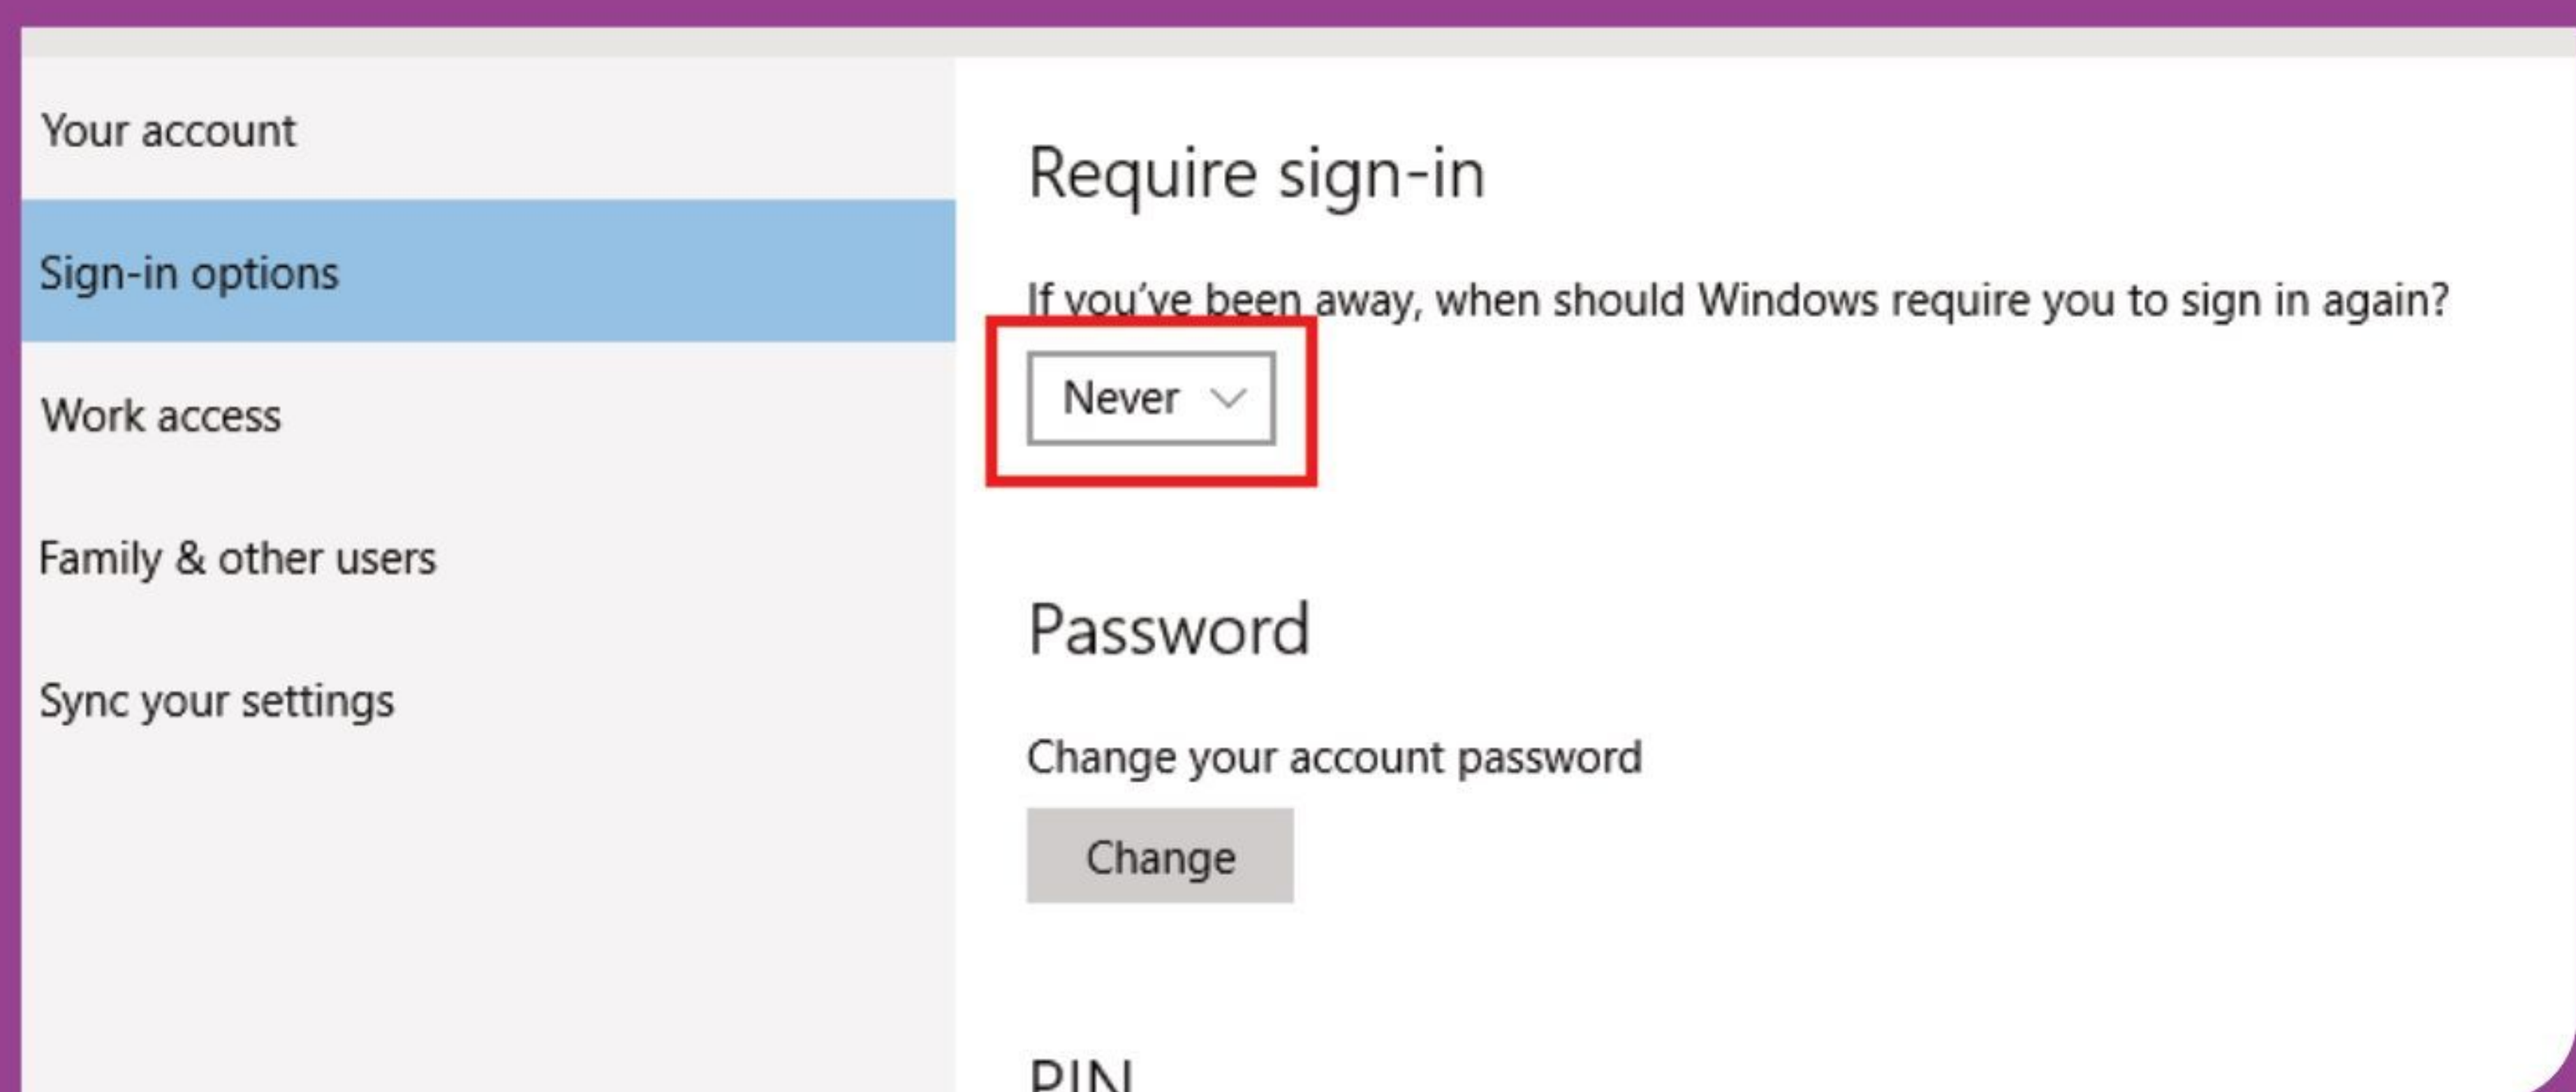 Your account
Sign-in options
Work access
Family & other users
Sync your settings
Require sign-in
If you've been away, when should Windows require you to sign in again?
Never
Password
Change your account password
Change
PIN